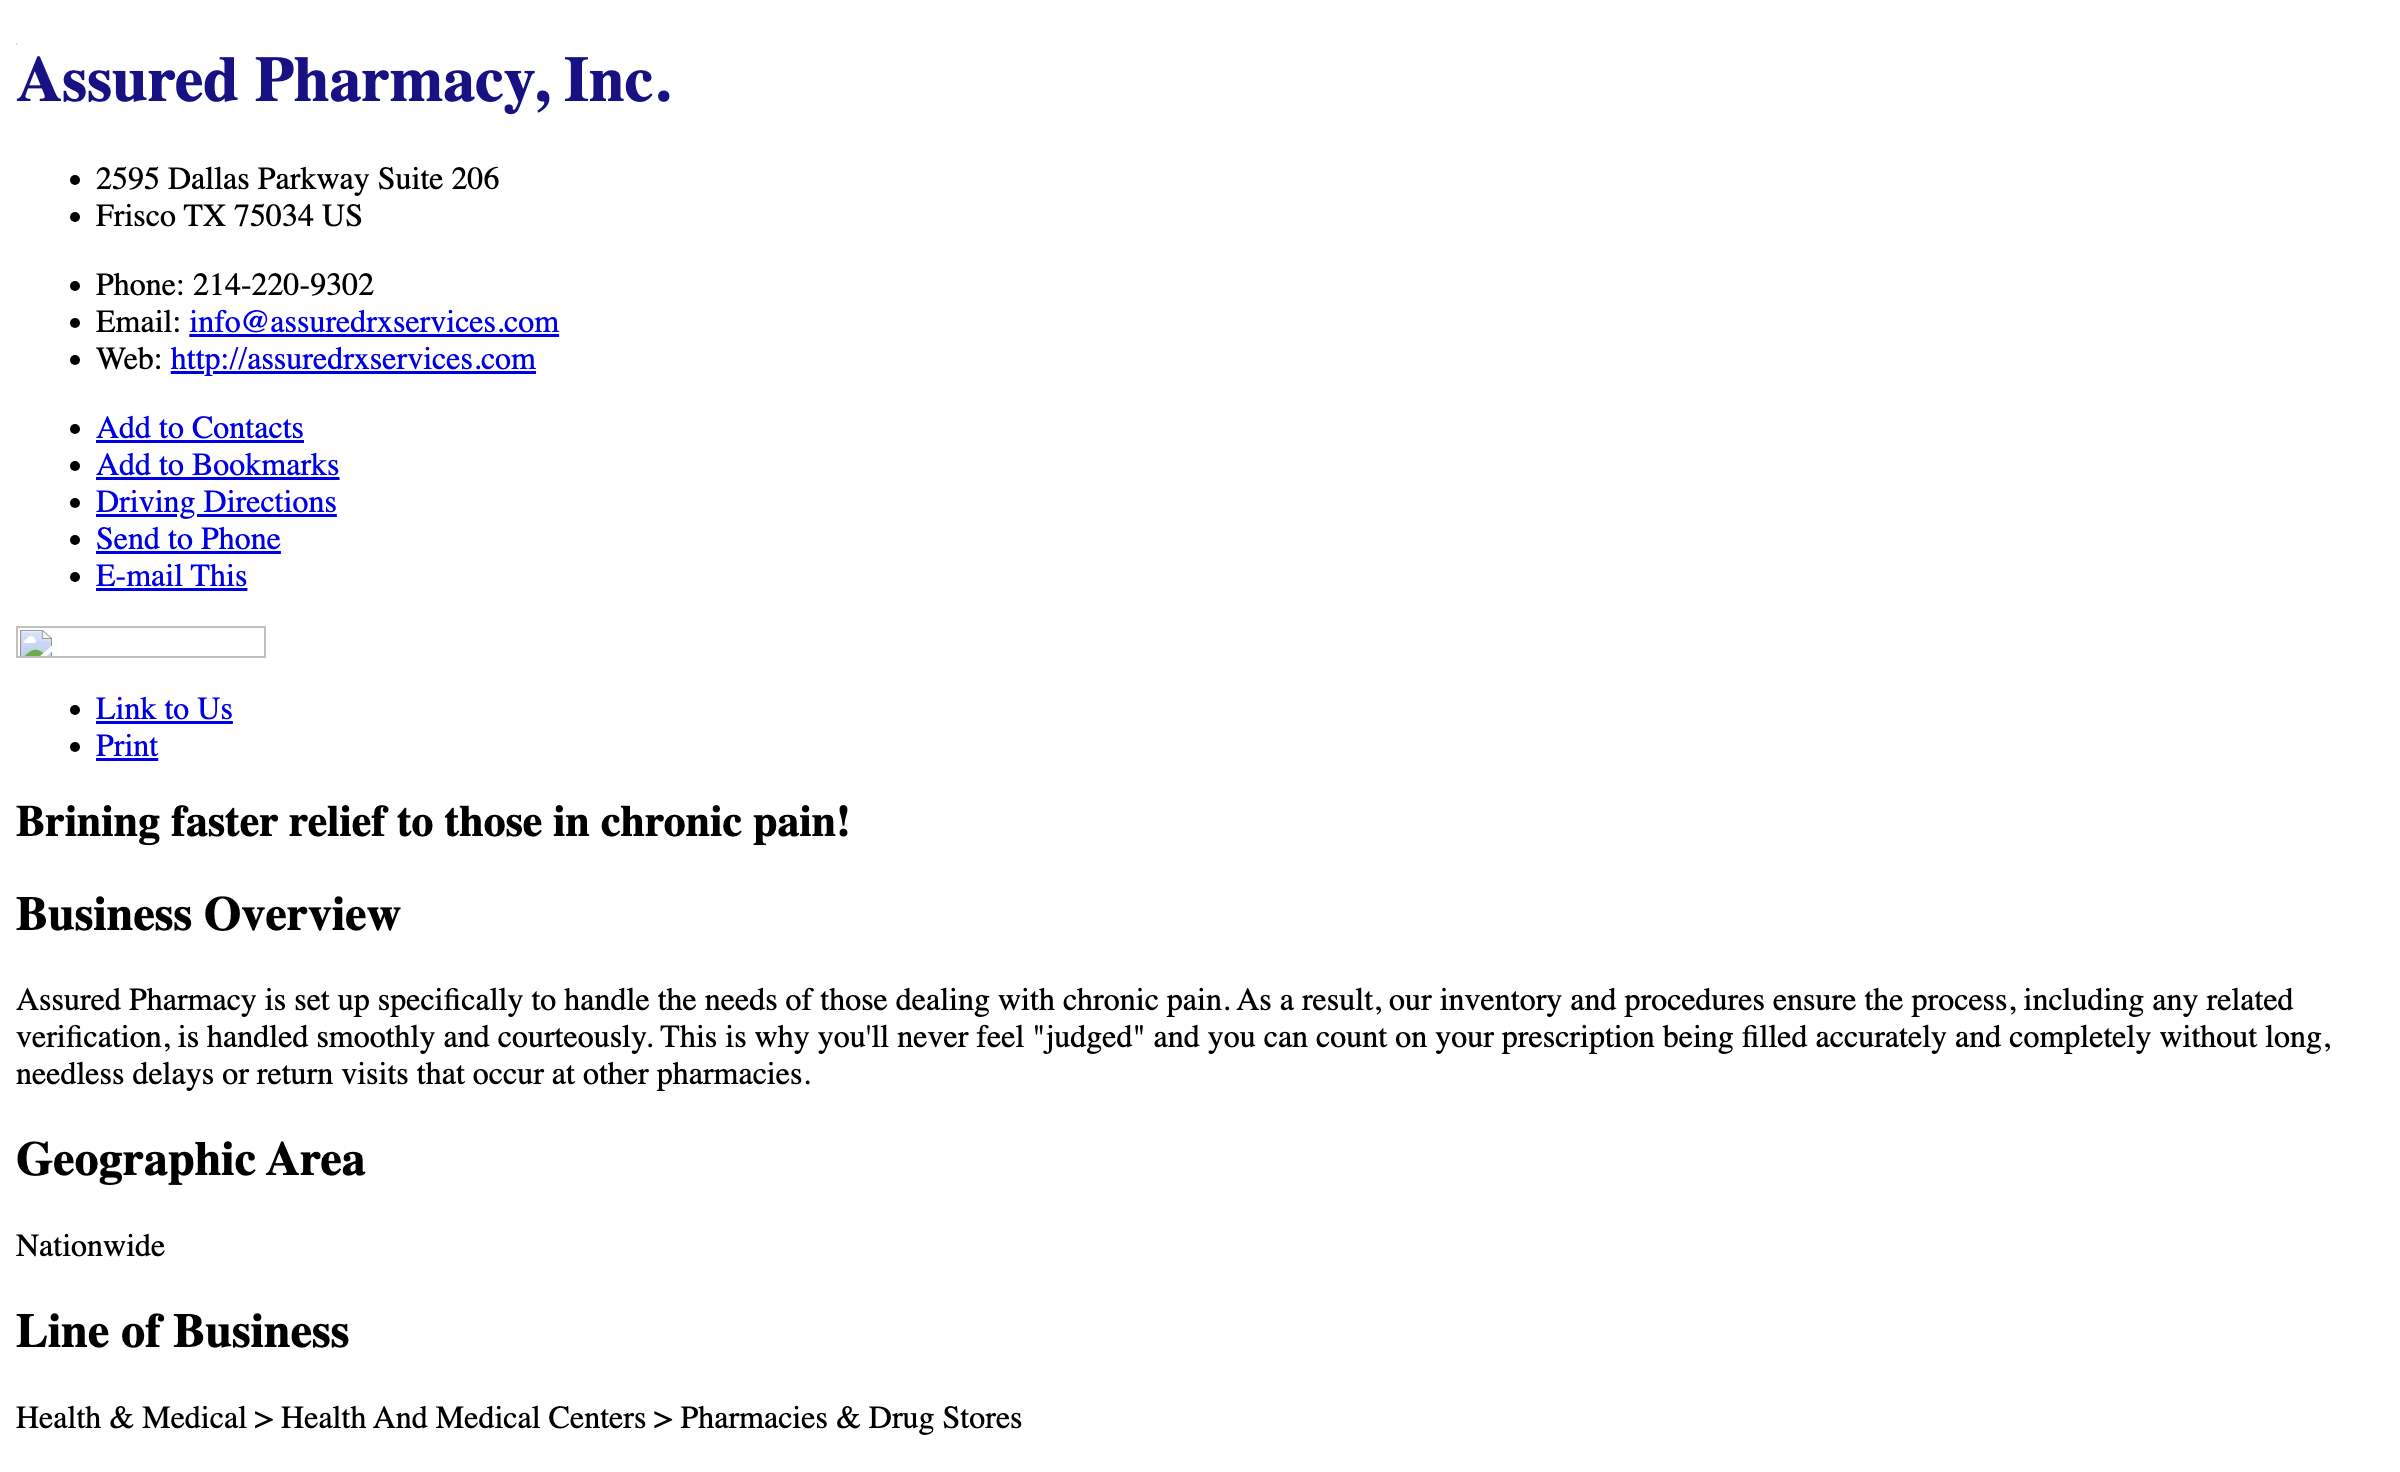 Assured Pharmacy, Inc.
2595 Dallas Parkway Suite 206
Frisco TX 75034 US
Phone: 214-220-9302
Email: info@assuredrxservices.com
Web: http://assuredrxservices.com
Add to Contacts
Add to Bookmarks
Driving Directions
Send to Phone
E-mail This
Link to Us
Print
Brining faster relief to those in chronic pain!
Business Overview
Assured Pharmacy is set up specifically to handle the needs of those dealing with chronic pain. As a result, our inventory and procedures ensure the process, including any related
verification, is handled smoothly and courteously. This is why you'll never feel "judged" and you can count on your prescription being filled accurately and completely without long,
needless delays or return visits that occur at other pharmacies.
Geographic Area
Nationwide
Line of Business
Health & Medical > Health And Medical Centers > Pharmacies & Drug Stores